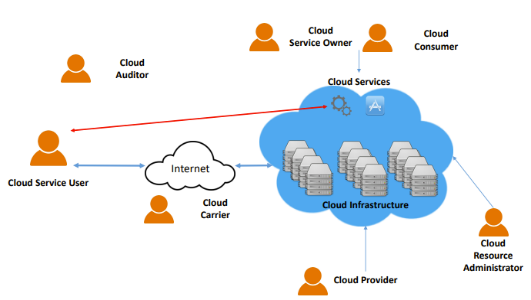 Cloud
Service Owner
Cloud
Consumer
Cloud
Auditor
Cloud Services
Internet
Cloud Service User
Cloud Infrastructure
Cloud
Carrier
Cloud
Resource
Administrator
Cloud Provider